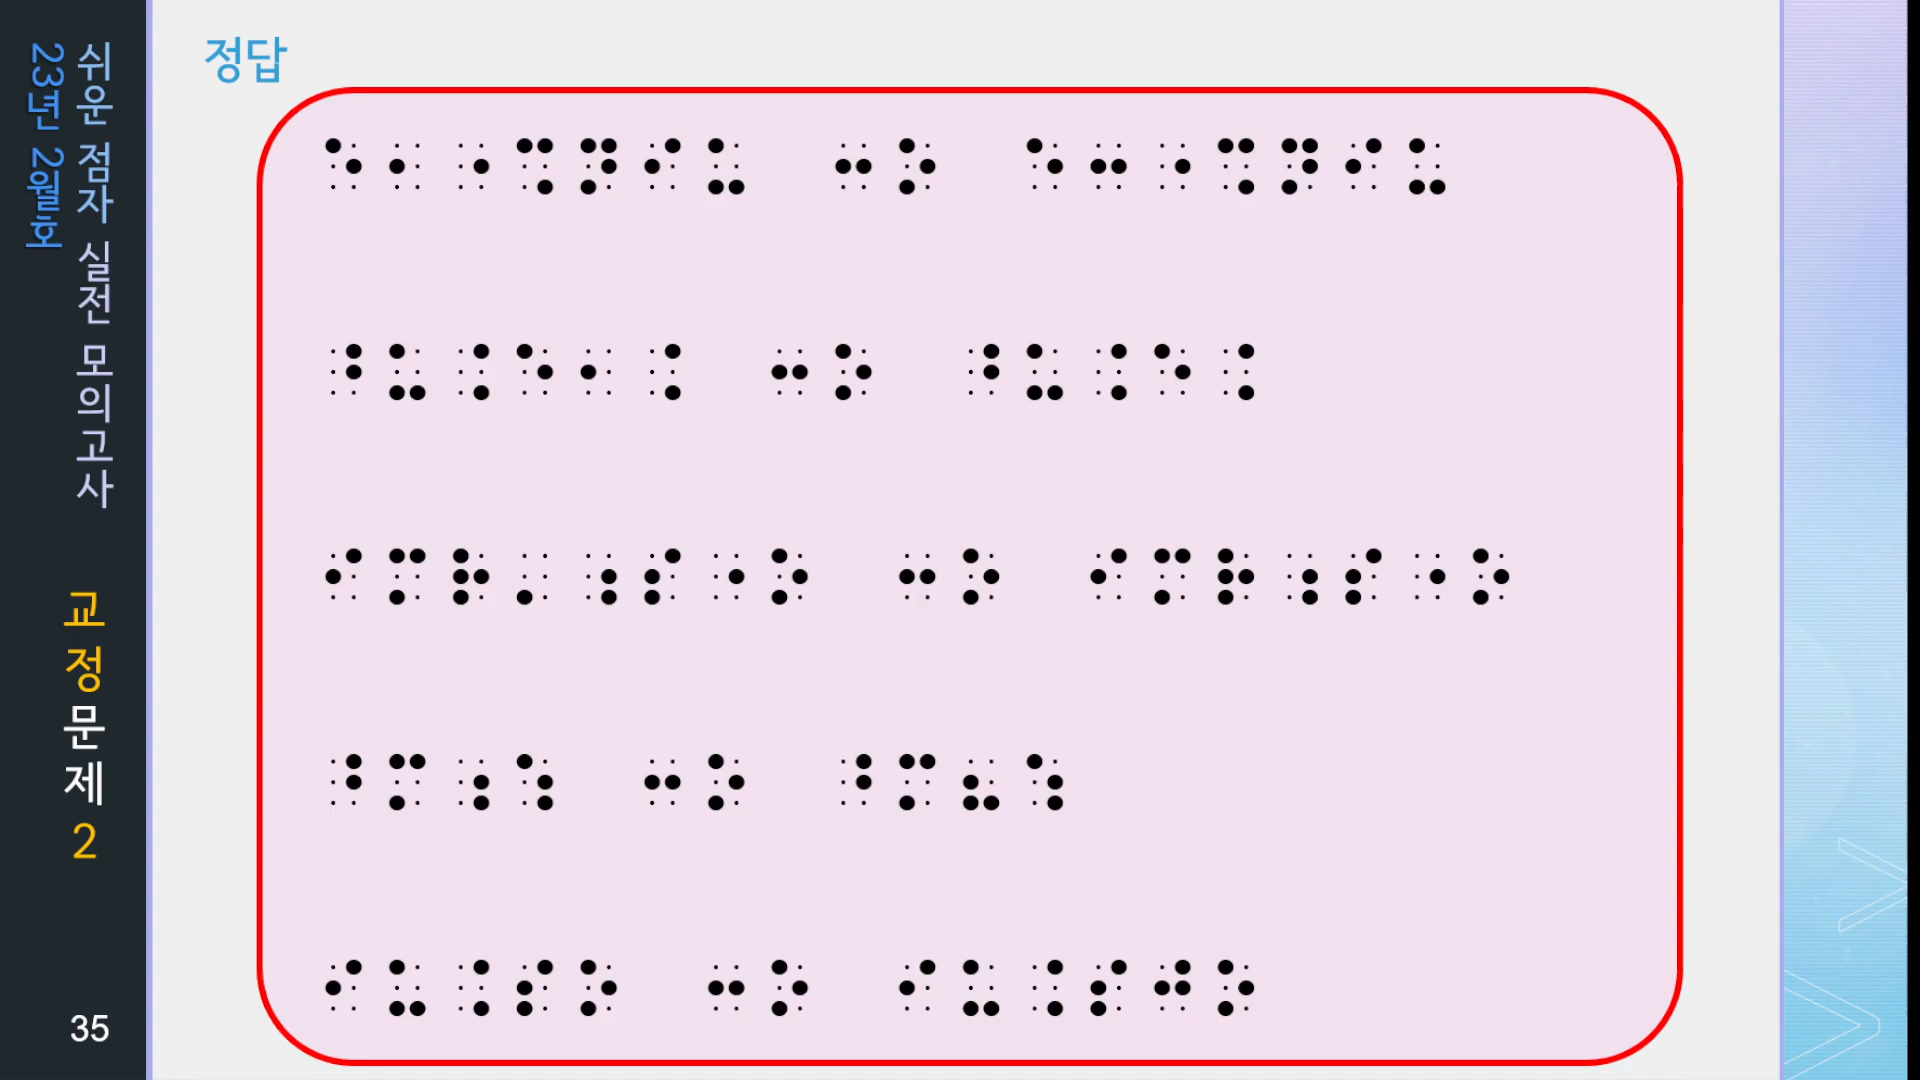 쉬운 점자 실전 모의고사
23년 2월호
교정문제2
35
정답
⠑⠂⠐⠩⠝⠊⠥ ⠒⠕ ⠑⠒⠐⠩⠝⠊⠥
⠘⠥⠨⠑⠂⠨ ⠒⠕ ⠘⠥⠨⠑⠨
⠊⠍⠗⠄⠰⠎⠐⠕ ⠒⠕ ⠊⠍⠗⠰⠎⠐⠕
⠘⠍⠰⠱ ⠒⠕ ⠘⠍⠦⠱
⠊⠥⠨⠎⠕ ⠒⠕ ⠊⠥⠨⠎⠚⠕